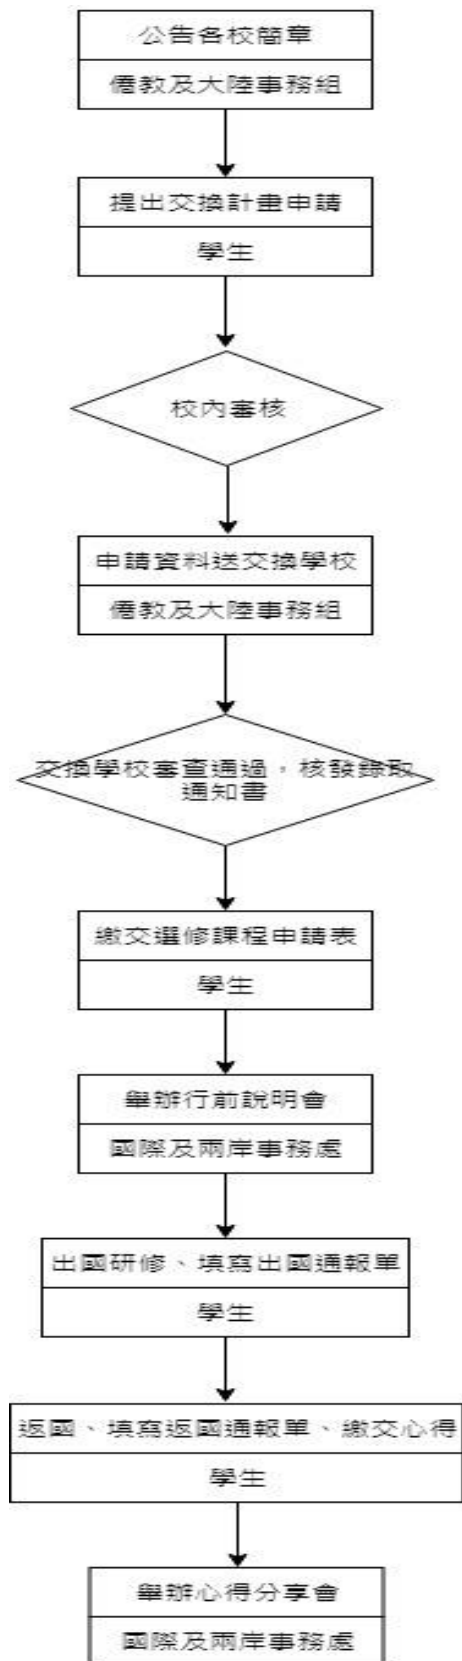 公告各校簡章
僑教及大陸事務組
提出交換計畫申請
學生
校內審核
申請資料送交換學校
僑教及大陸事務組
交換學校審查通過，核發錄取
通知書
繳交選修課程申請表
學生
舉辦行前說明會
國際及兩岸事務處
出國研修、填寫出國通報單
學生
返國、填寫返國通報單、繳交心得
學生
舉辦心得分享會
國際及兩岸事務處